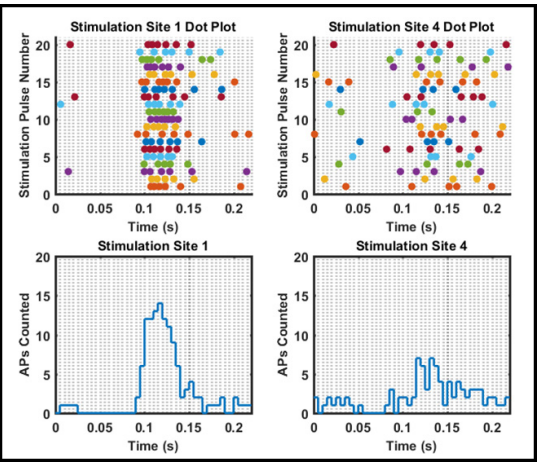 Stimulation Site 1 Dot Plot
Stimulation Pulse Number
20
15
10
5
0
0 0.05 0.1 0.15 0.2
Time (s)
Stimulation Site 4 Dot Plot
Stimulation Pulse Number
20
15
10
5
0
0 0.05 0.1 0.15 0.2
Time (s)
Stimulation Site 1
APs Counted
20
15
10
5
0
0 0.05 0.1 0.15 0.2
Time (s)
Stimulation Site 4
APs Counted
20
15
10
5
0
0 0.05 0.1 0.15 0.2
Time (s)